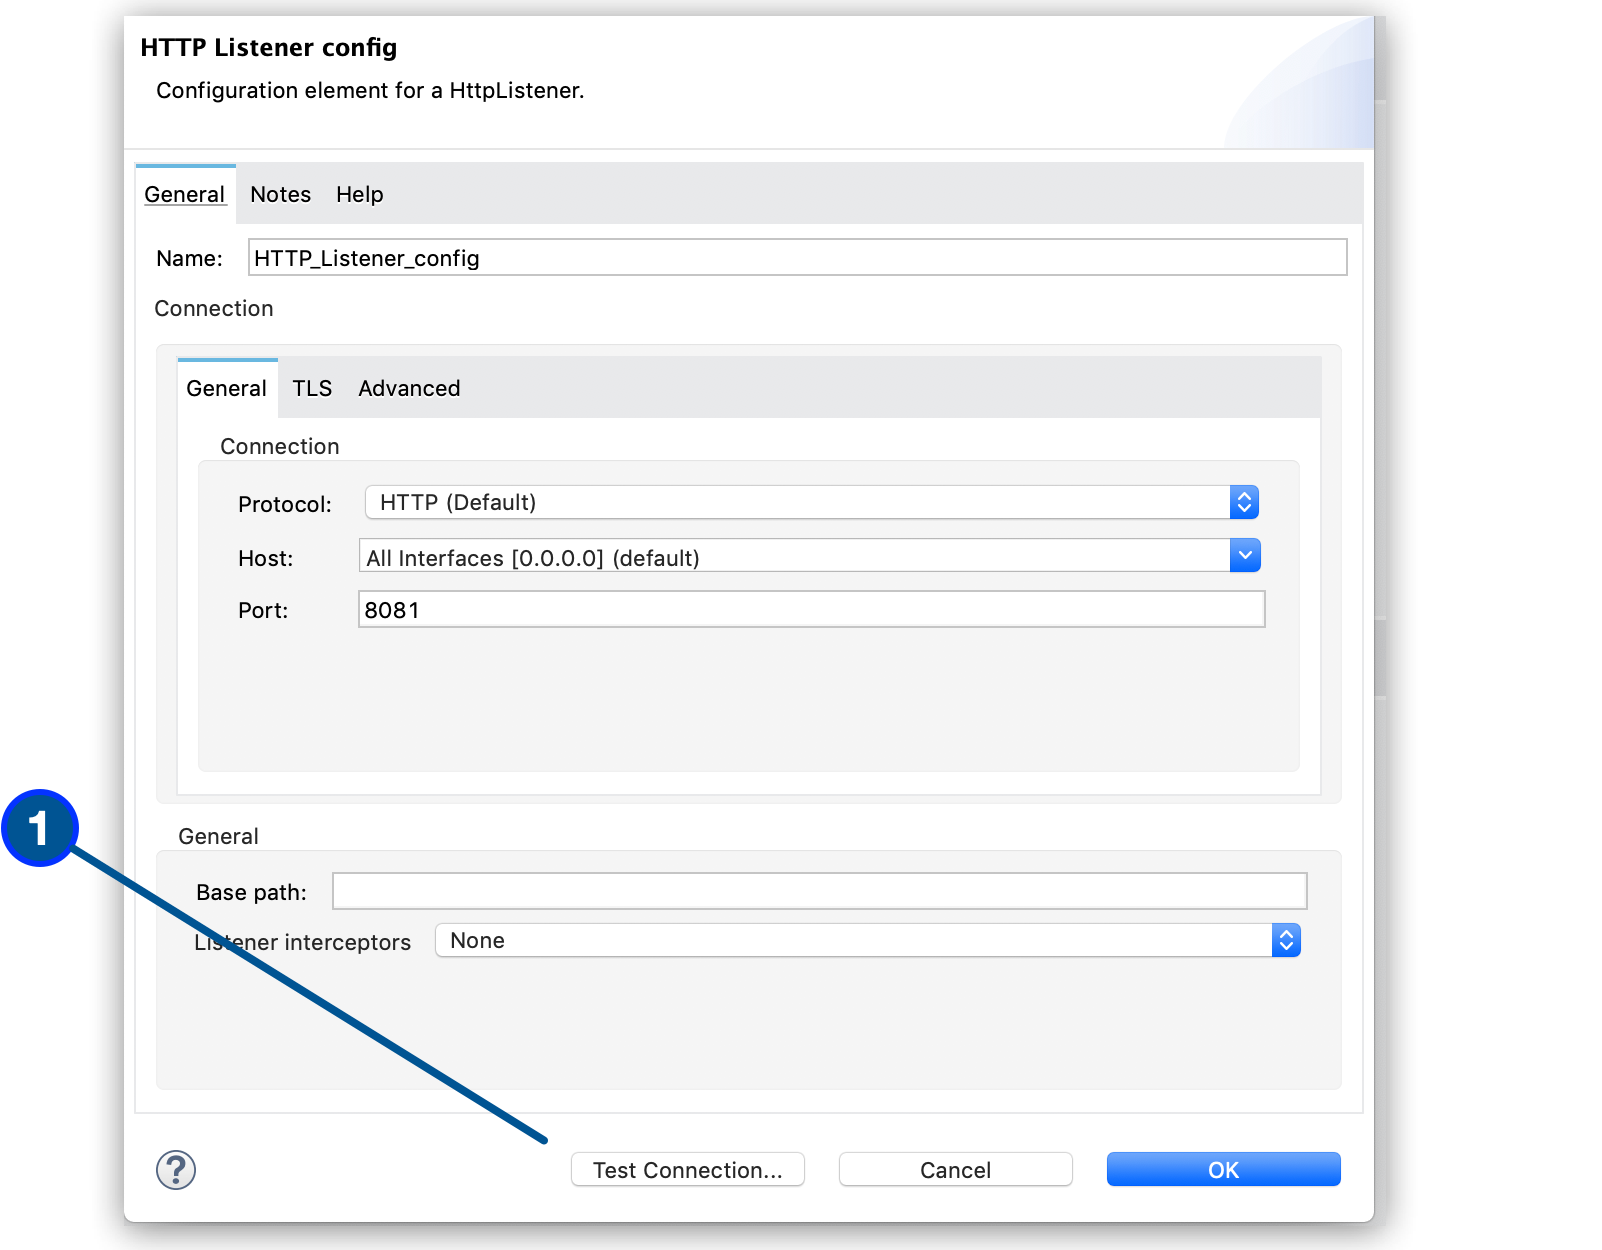 HTTP Listener config
Configuration element for a HttpListener.
General Notes Help
Name: HTTP_Listener_config
Connection
General TLS Advanced
Connection
Protocol: HTTP (Default)
Host: All Interfaces [0.0.0.0] (default)
Port: 8081
1
General
Base path:
Listener interceptors None
? Test Connection... Cancel OK